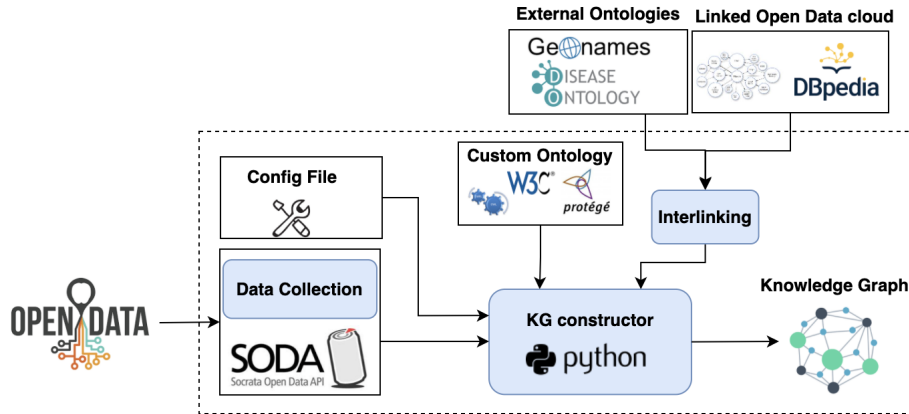 External Ontologies
Linked Open Data cloud
GeoNames
DISEASE
ONTOLOGY
DBpedia
Custom Ontology
W3C®
protégé
Config File
Interlinking
Data Collection
OPEN DATA
SODA
Socrata Open Data API
KG constructor
python
Knowledge Graph